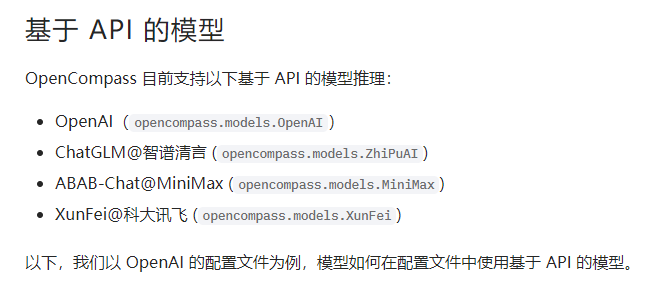 基于 API 的模型
OpenCompass 目前支持以下基于 API 的模型推理：
OpenAI（opencompass.models.OpenAI）
ChatGLM@智谱清言 (opencompass.models.ZhiPuAI)
ABAB-Chat@MiniMax (opencompass.models.MiniMax)
XunFei@科大讯飞 (opencompass.models.XunFei)
以下，我们以 OpenAI 的配置文件为例，模型如何在配置文件中使用基于 API 的模型。